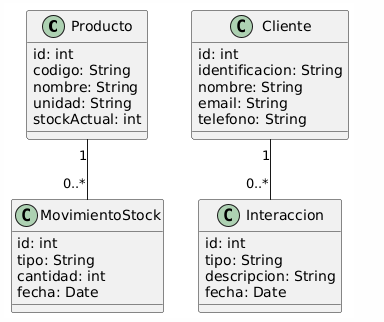 C Producto
id: int
codigo: String
nombre: String
unidad: String
stockActual: int
C Cliente
id: int
identificacion: String
nombre: String
email: String
telefono: String
1
0..*
1
0..*
C MovimientoStock
id: int
tipo: String
cantidad: int
fecha: Date
C Interaccion
id: int
tipo: String
descripcion: String
fecha: Date